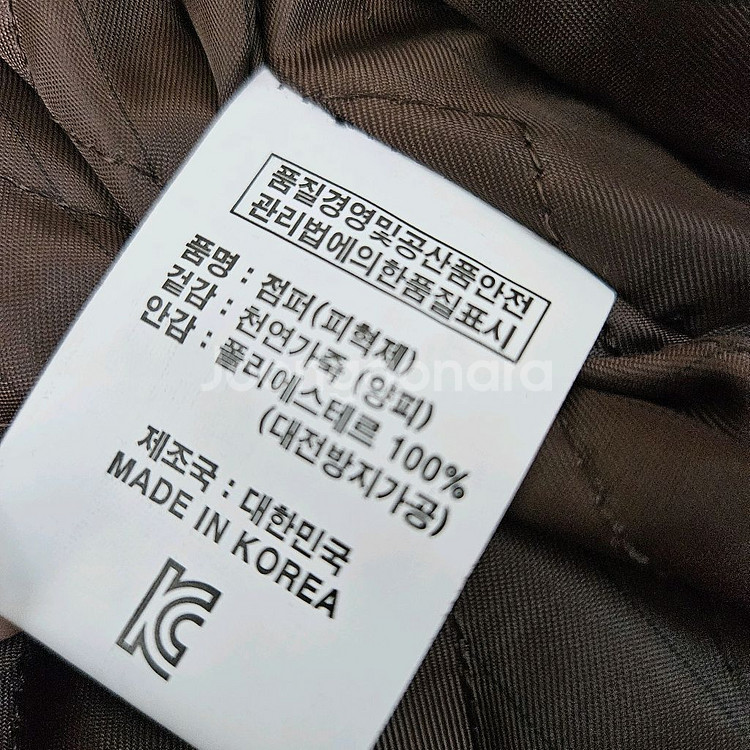 품질경영및공산품안전
관리법에의한품질표시
품명 : 점퍼(피혁제)
겉감 : 천연가죽 (양피)
안감 : 폴리에스테르 100%
(대전방지가공)
제조국 : 대한민국
MADE IN KOREA
KC